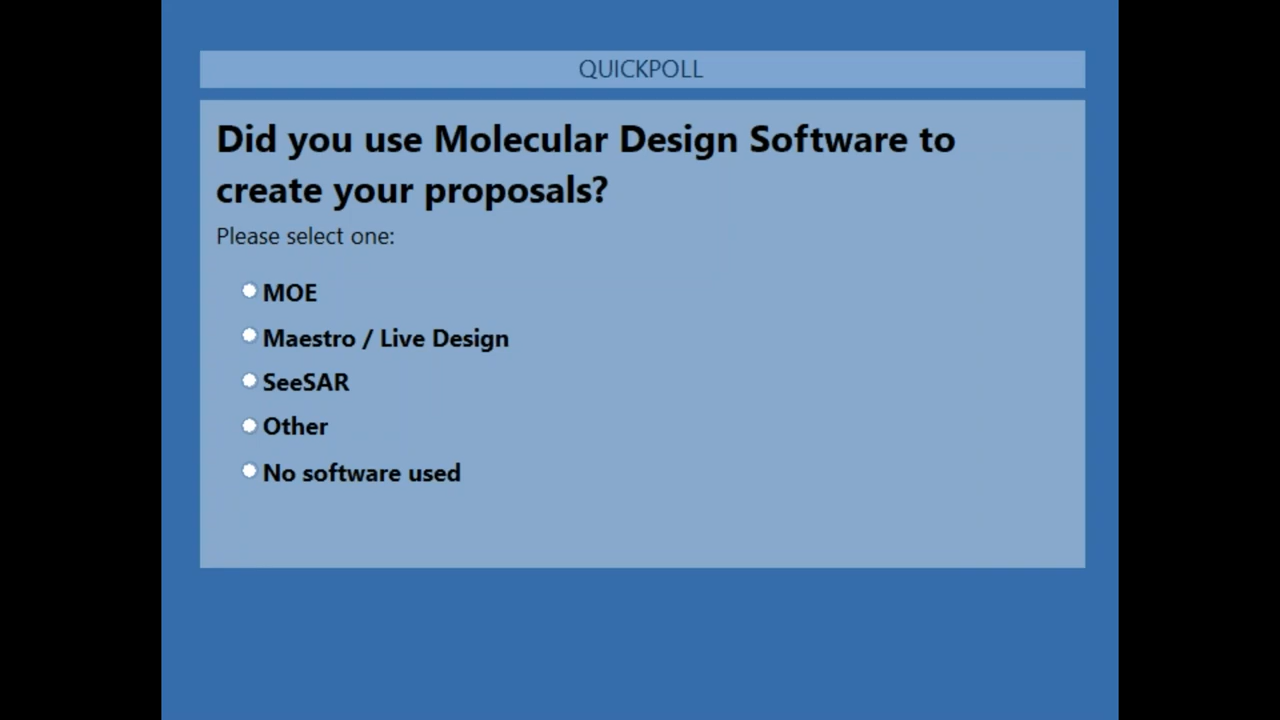 QUICKPOLL
Did you use Molecular Design Software to
create your proposals?
Please select one:
MOE
Maestro / Live Design
SeeSAR
Other
No software used